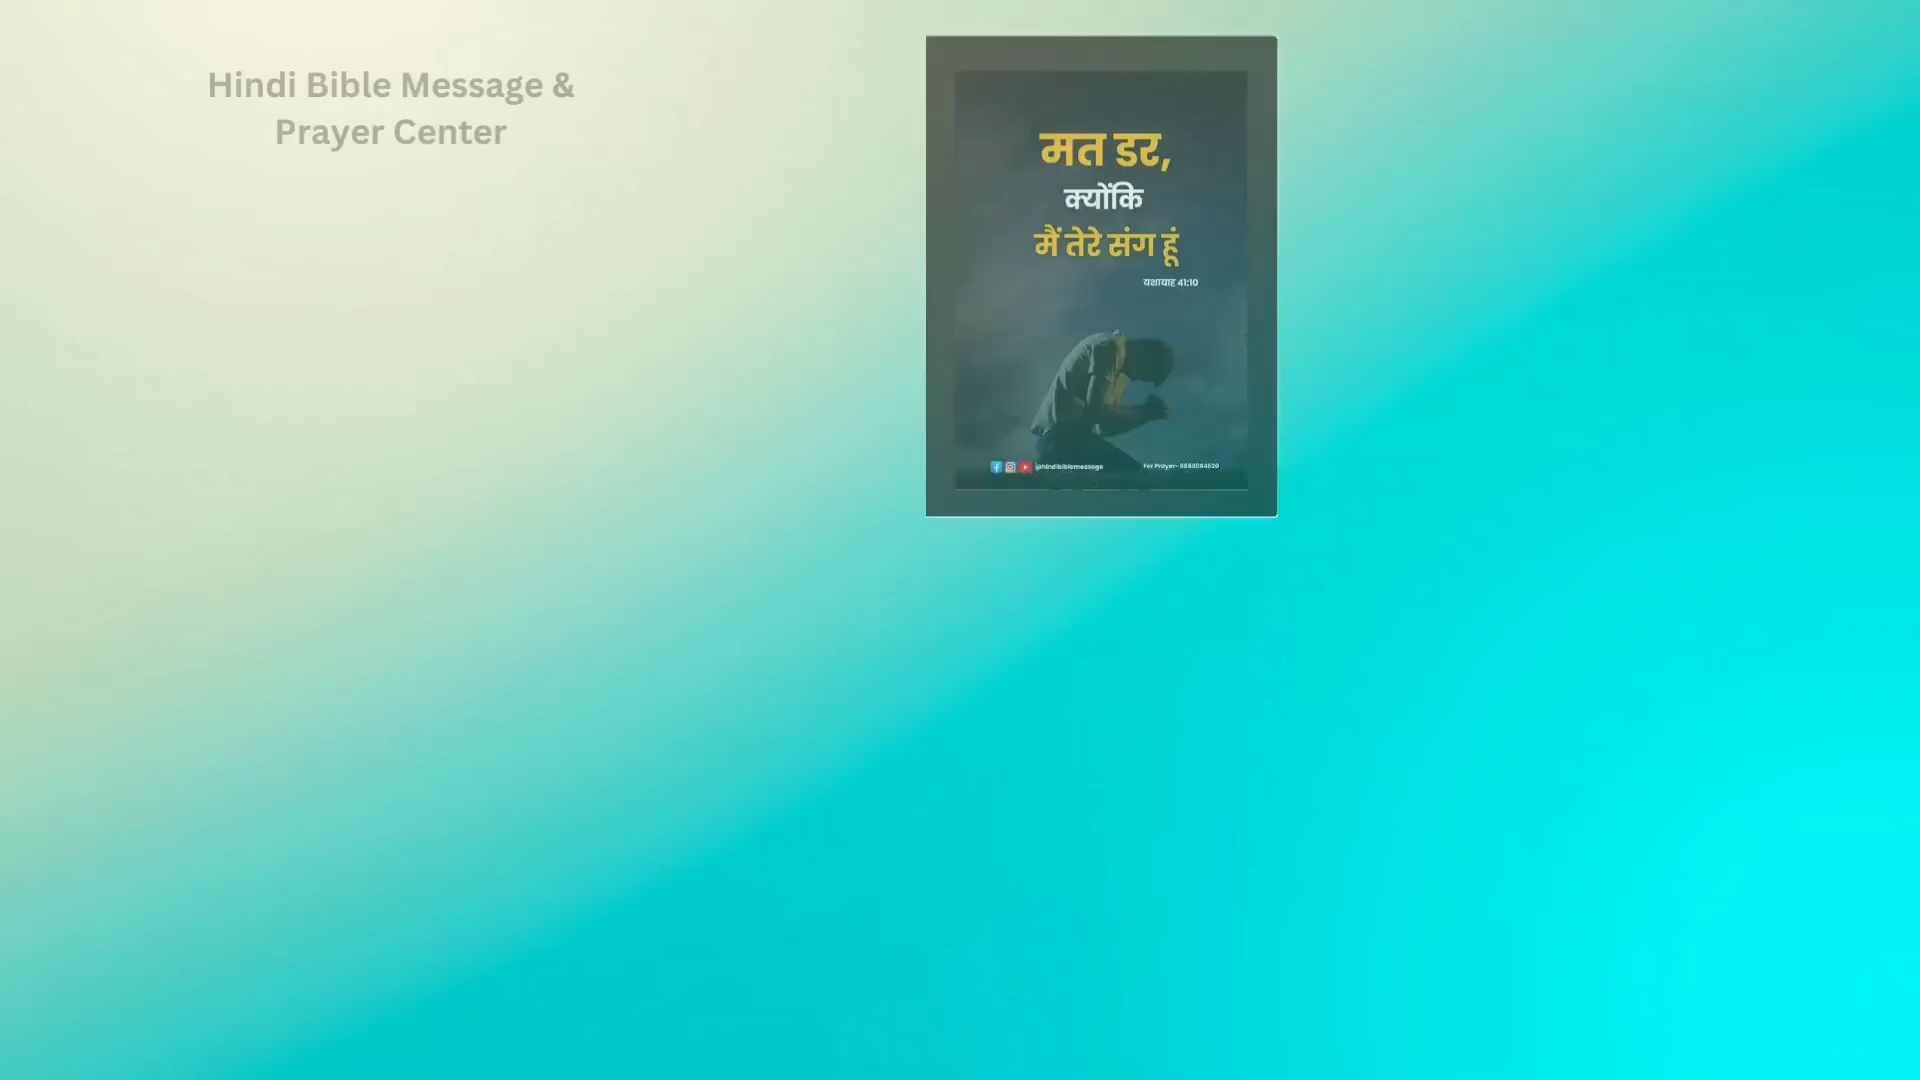 Hindi Bible Message &
Prayer Center
मत डर,
क्योंकि
मैं तेरे संग हूं
यशायाह 41:10
@hindibiblemessage
For Prayer-